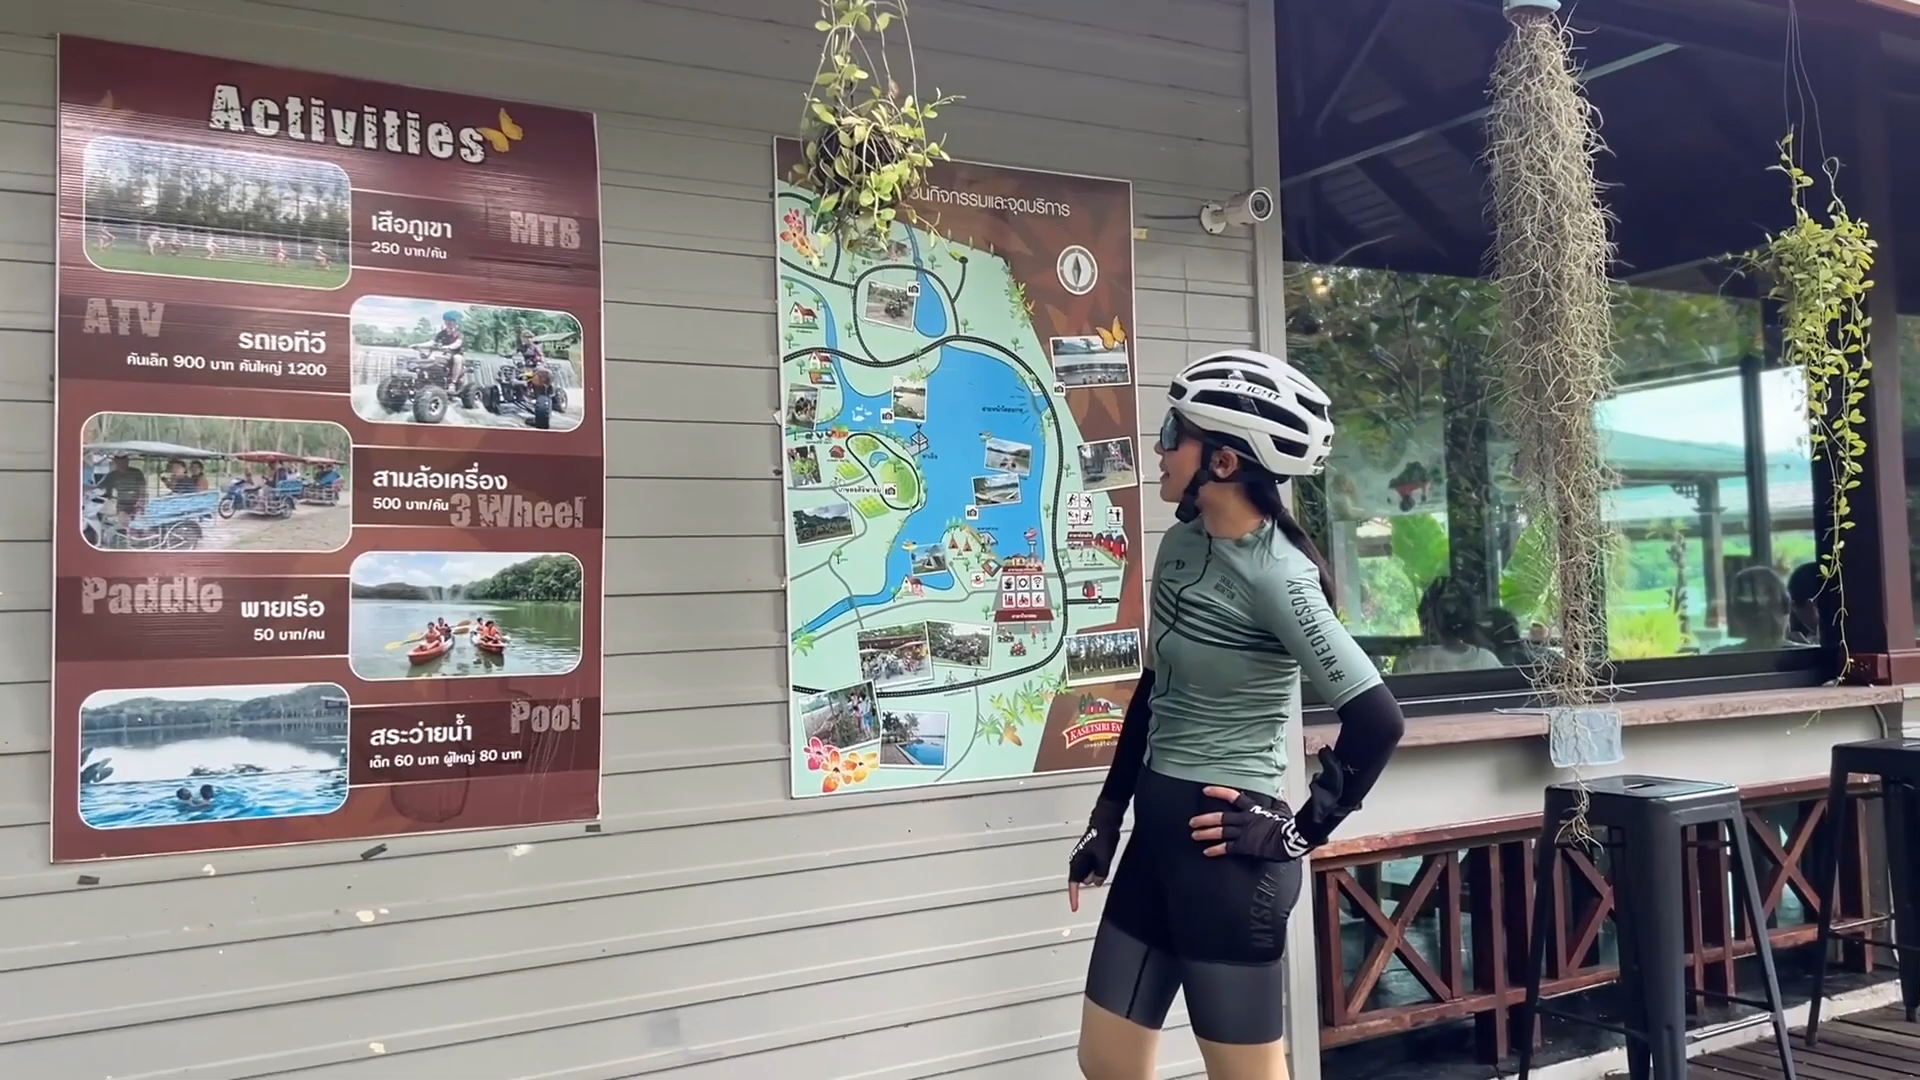 Activities
เสือภูเขา
MTB
250 บาท/คัน
ATV
รถเอทีวี
คันเล็ก 900 บาท คันใหญ่ 1200
สามล้อเครื่อง
500 บาท/คัน
3 Wheel
Paddle
พายเรือ
50 บาท/คน
Pool
สระว่ายน้ำ
เด็ก 60 บาท ผู้ใหญ่ 80 บาท
กิจกรรมและจุดบริการ
KASETSIRI FA
S-FIGHT
#WEDNESDAY
MYSEN